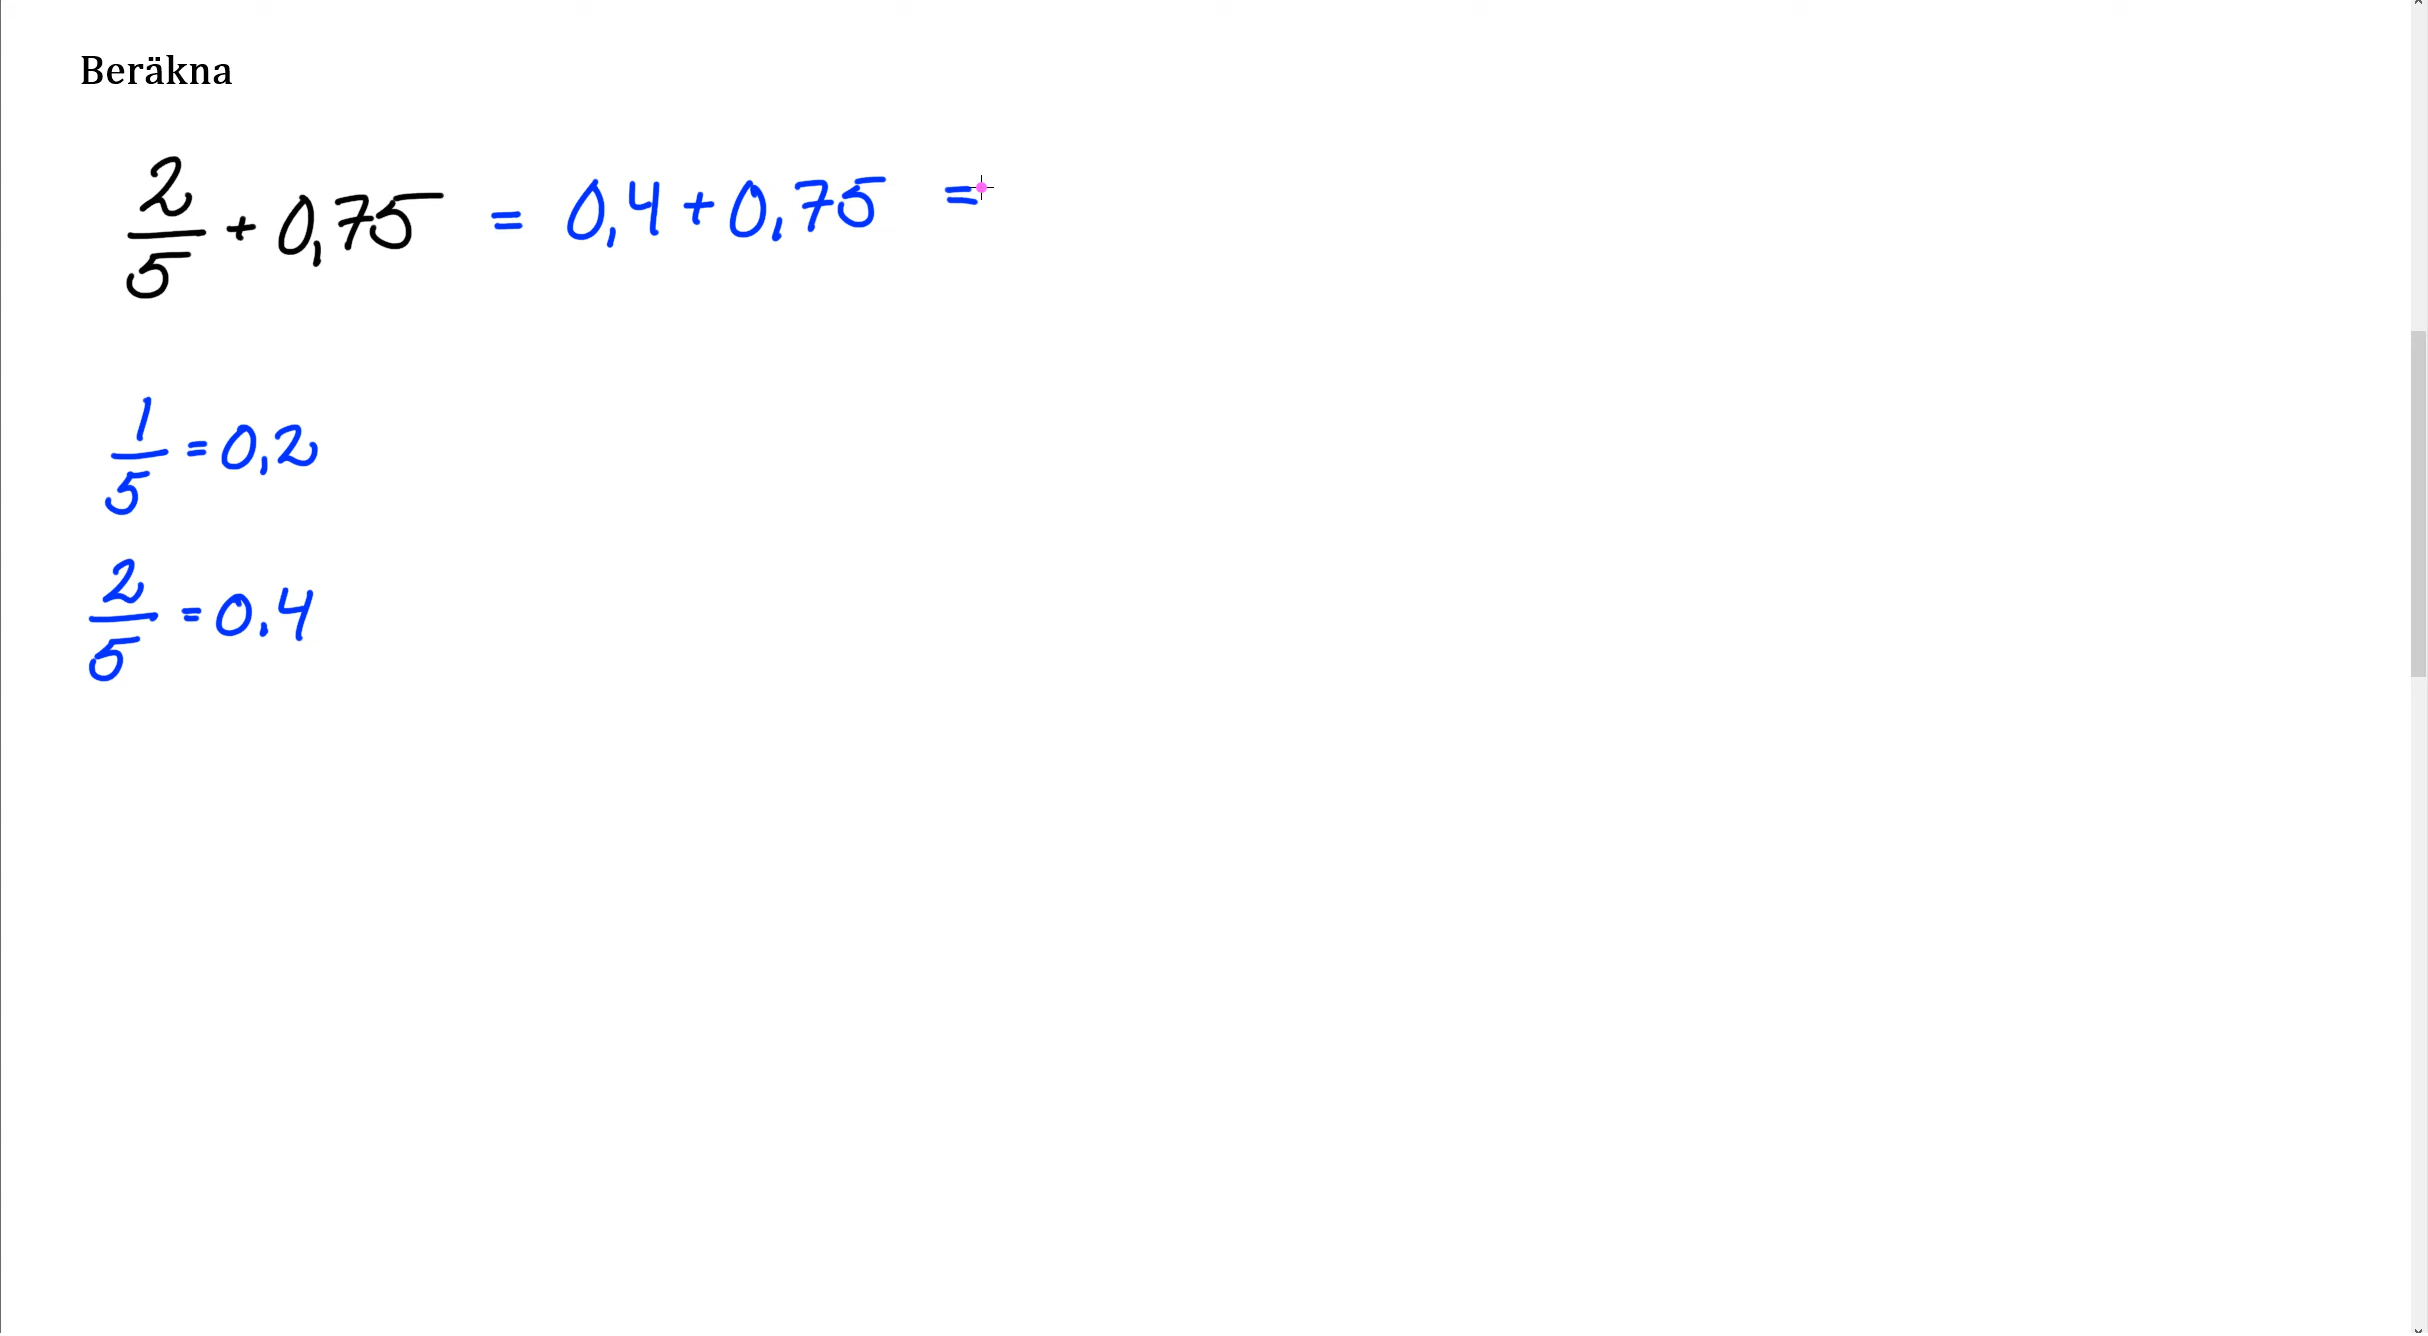 Beräkna
2/5 + 0,75 = 0,4 + 0,75 =
1/5 = 0,2
2/5 = 0.4